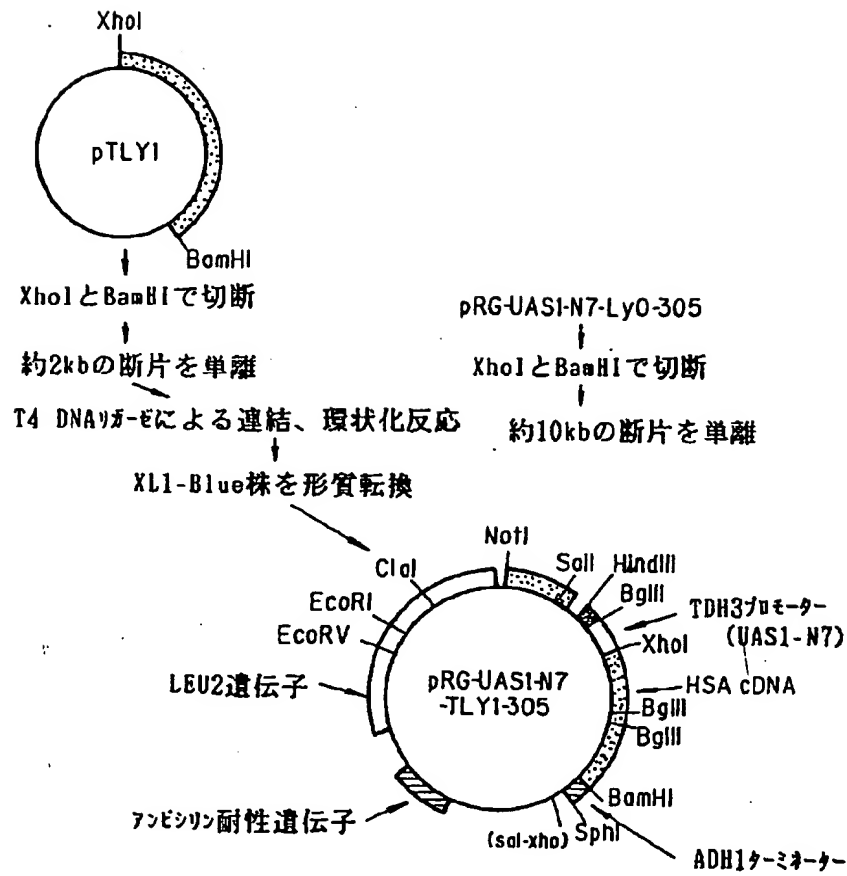 XhoI
pTLY1
BamHI
XhoIとBamHIで切断
約2kbの断片を単離
pRG-UAS1-N7-LyO-305
XhoIとBamHIで切断
約10kbの断片を単離
T4 DNAリガーゼによる連結、環状化反応
XL1-Blue株を形質転換
NotI
SalI
HindIII
BglII
ClaI
EcoRI
EcoRV
TDH3プロモーター
(UAS1-N7)
XhoI
LEU2遺伝子
pRG-UAS1-N7
-TLY1-305
HSA cDNA
BglII
BglII
BamHI
アンピシリン耐性遺伝子
(sal-xho)
SphI
ADH1ターミネーター